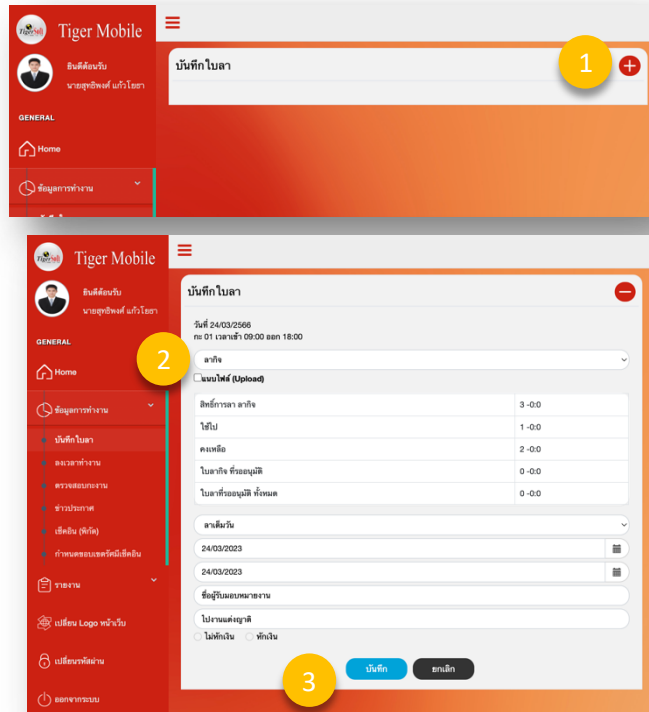 Tiger Mobile
ยินดีต้อนรับ
นายสุทธิพงศ์ แก้วโยธา
GENERAL
Home
ข้อมูลการทำงาน
บันทึกใบลา
1
Tiger Mobile
ยินดีต้อนรับ
นายสุทธิพงศ์ แก้วโยธา
GENERAL
Home
ข้อมูลการทำงาน
บันทึกใบลา
ลงเวลาทำงาน
ตรวจสอบกะงาน
ข่าวประกาศ
เช็คอิน (พิกัด)
กำหนดขอบเขตรัศมีเช็คอิน
รายงาน
เปลี่ยน Logo หน้าเว็บ
เปลี่ยนรหัสผ่าน
ออกจากระบบ
บันทึกใบลา
วันที่ 24/03/2566
กะ 01 เวลาเข้า 09:00 ออก 18:00
2
ลากิจ
แนบไฟล์ (Upload)
สิทธิ์การลา ลากิจ 3 -0:0
ใช้ไป 1 -0:0
คงเหลือ 2 -0:0
ใบลากิจ ที่รออนุมัติ 0 -0:0
ใบลาที่รออนุมัติ ทั้งหมด 0 -0:0
ลาเต็มวัน
24/03/2023
24/03/2023
ชื่อผู้รับมอบหมายงาน
ไปงานแต่งญาติ
ไม่หักเงิน หักเงิน
3
บันทึก ยกเลิก